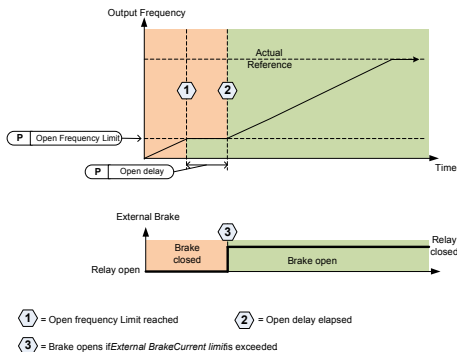 Output Frequency
Actual
Reference
1
2
P Open Frequency Limit
P Open delay
Time
External Brake
3
Relay open
Brake
closed
Brake open
Relay
closed
1 = Open frequency Limit reached
2 = Open delay elapsed
3 = Brake opens if External BrakeCurrent limit is exceeded